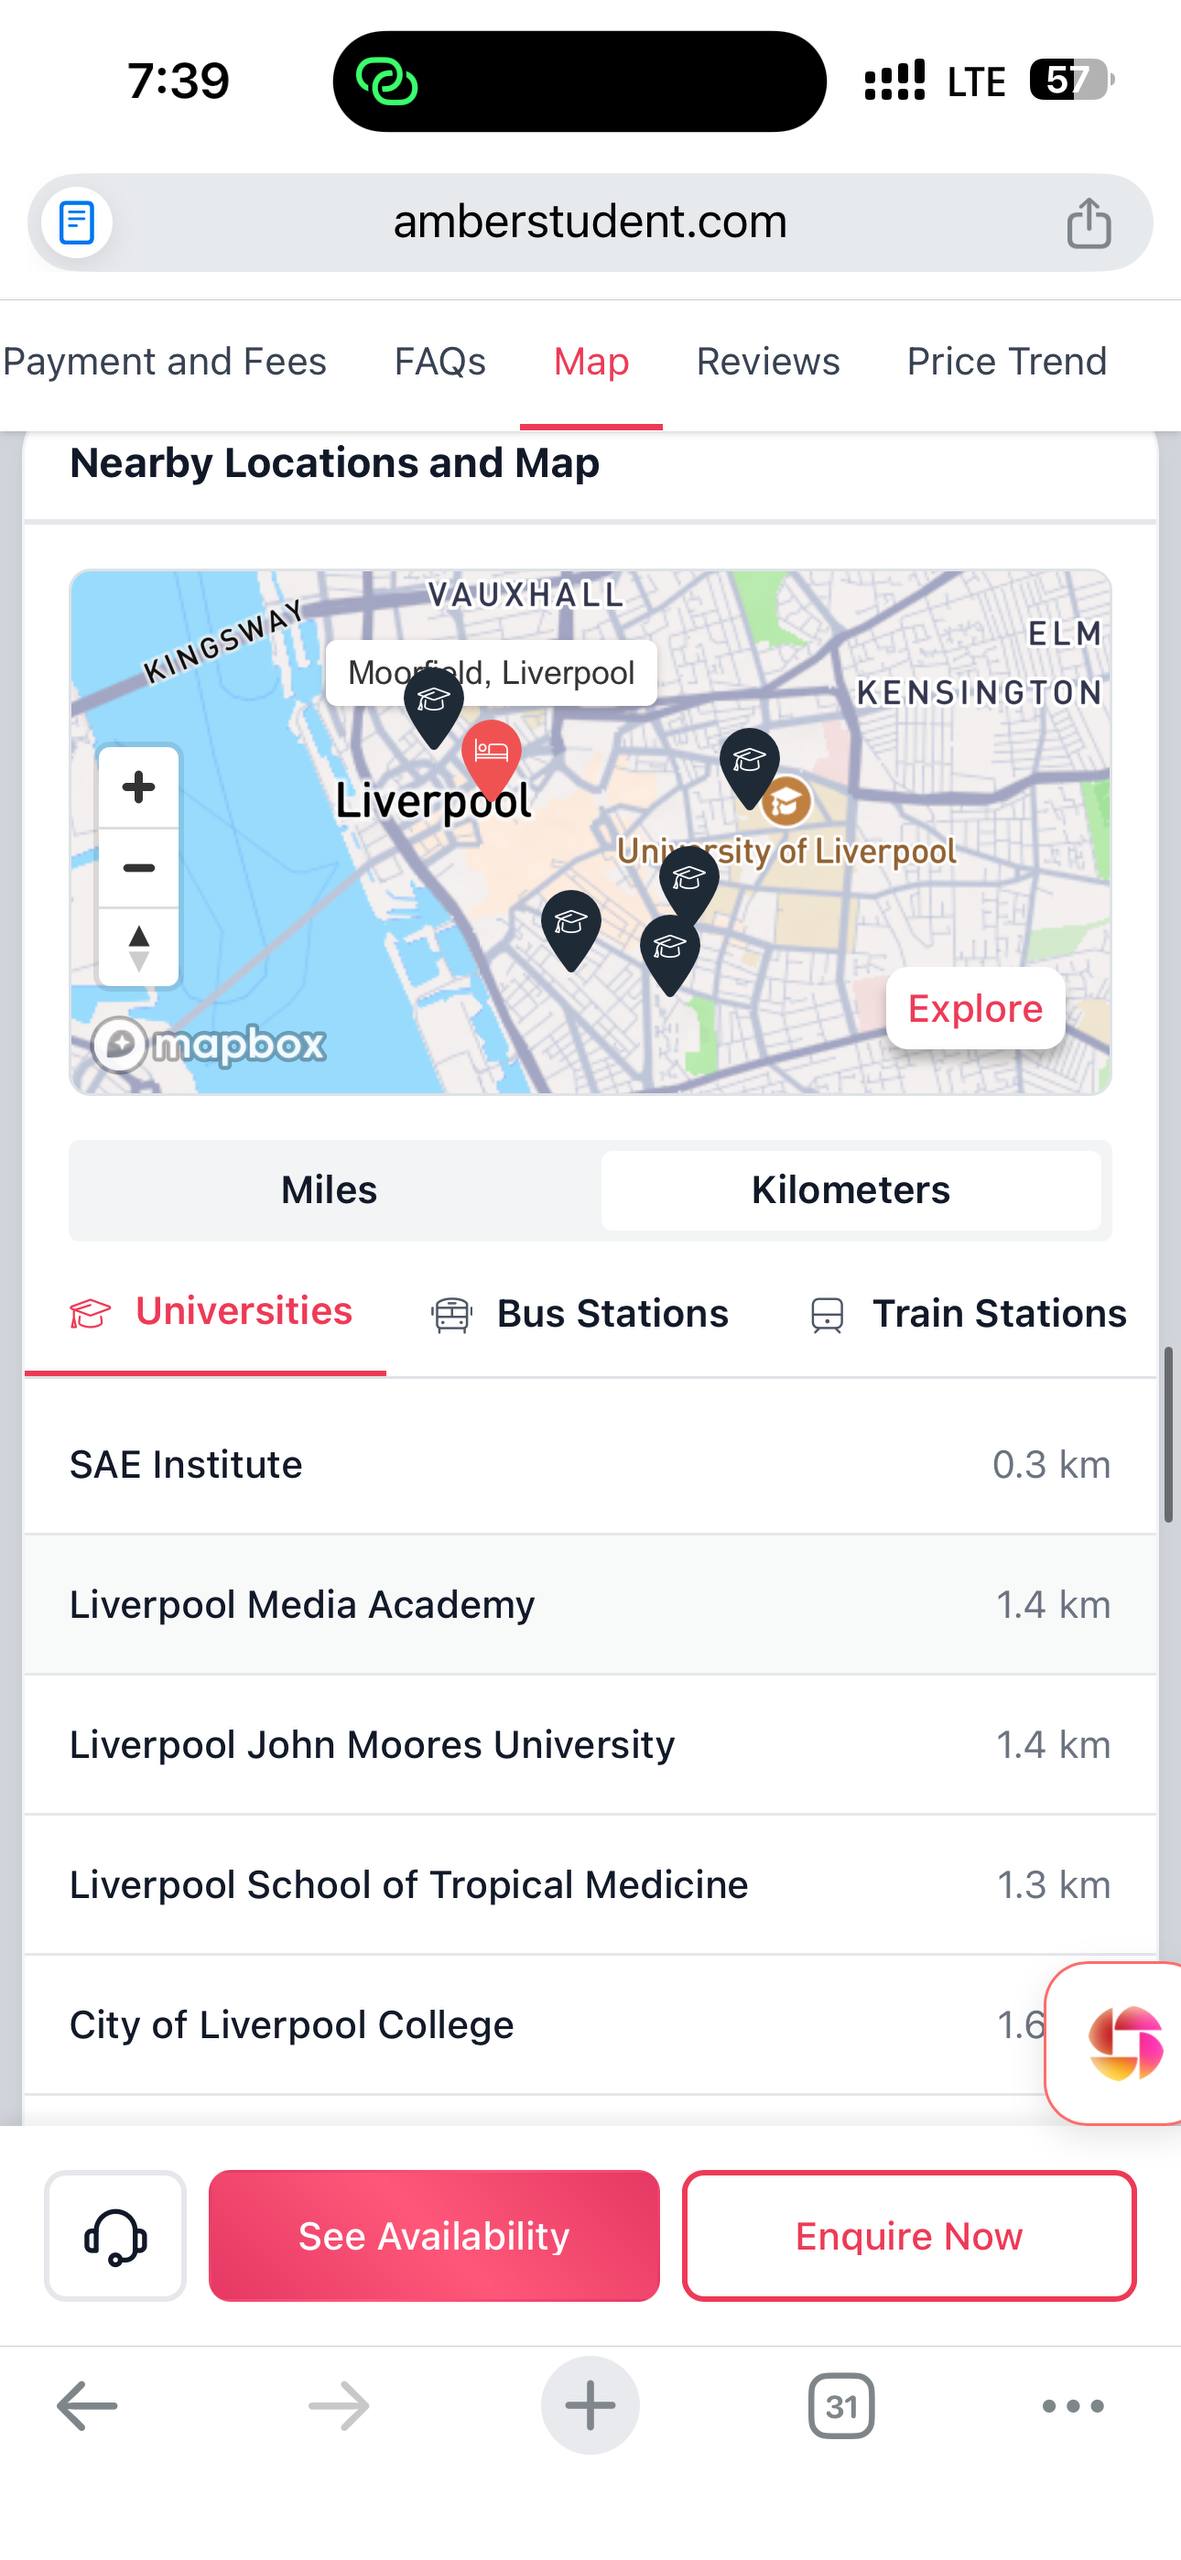 7:39
LTE
57
amberstudent.com
Payment and Fees FAQs Map Reviews Price Trend
Nearby Locations and Map
VAUXHALL
KINGSWAY
ELM
Moorfield, Liverpool
KENSINGTON
Liverpool
University of Liverpool
Explore
mapbox
Miles Kilometers
Universities Bus Stations Train Stations
SAE Institute 0.3 km
Liverpool Media Academy 1.4 km
Liverpool John Moores University 1.4 km
Liverpool School of Tropical Medicine 1.3 km
City of Liverpool College 1.6
See Availability Enquire Now
31